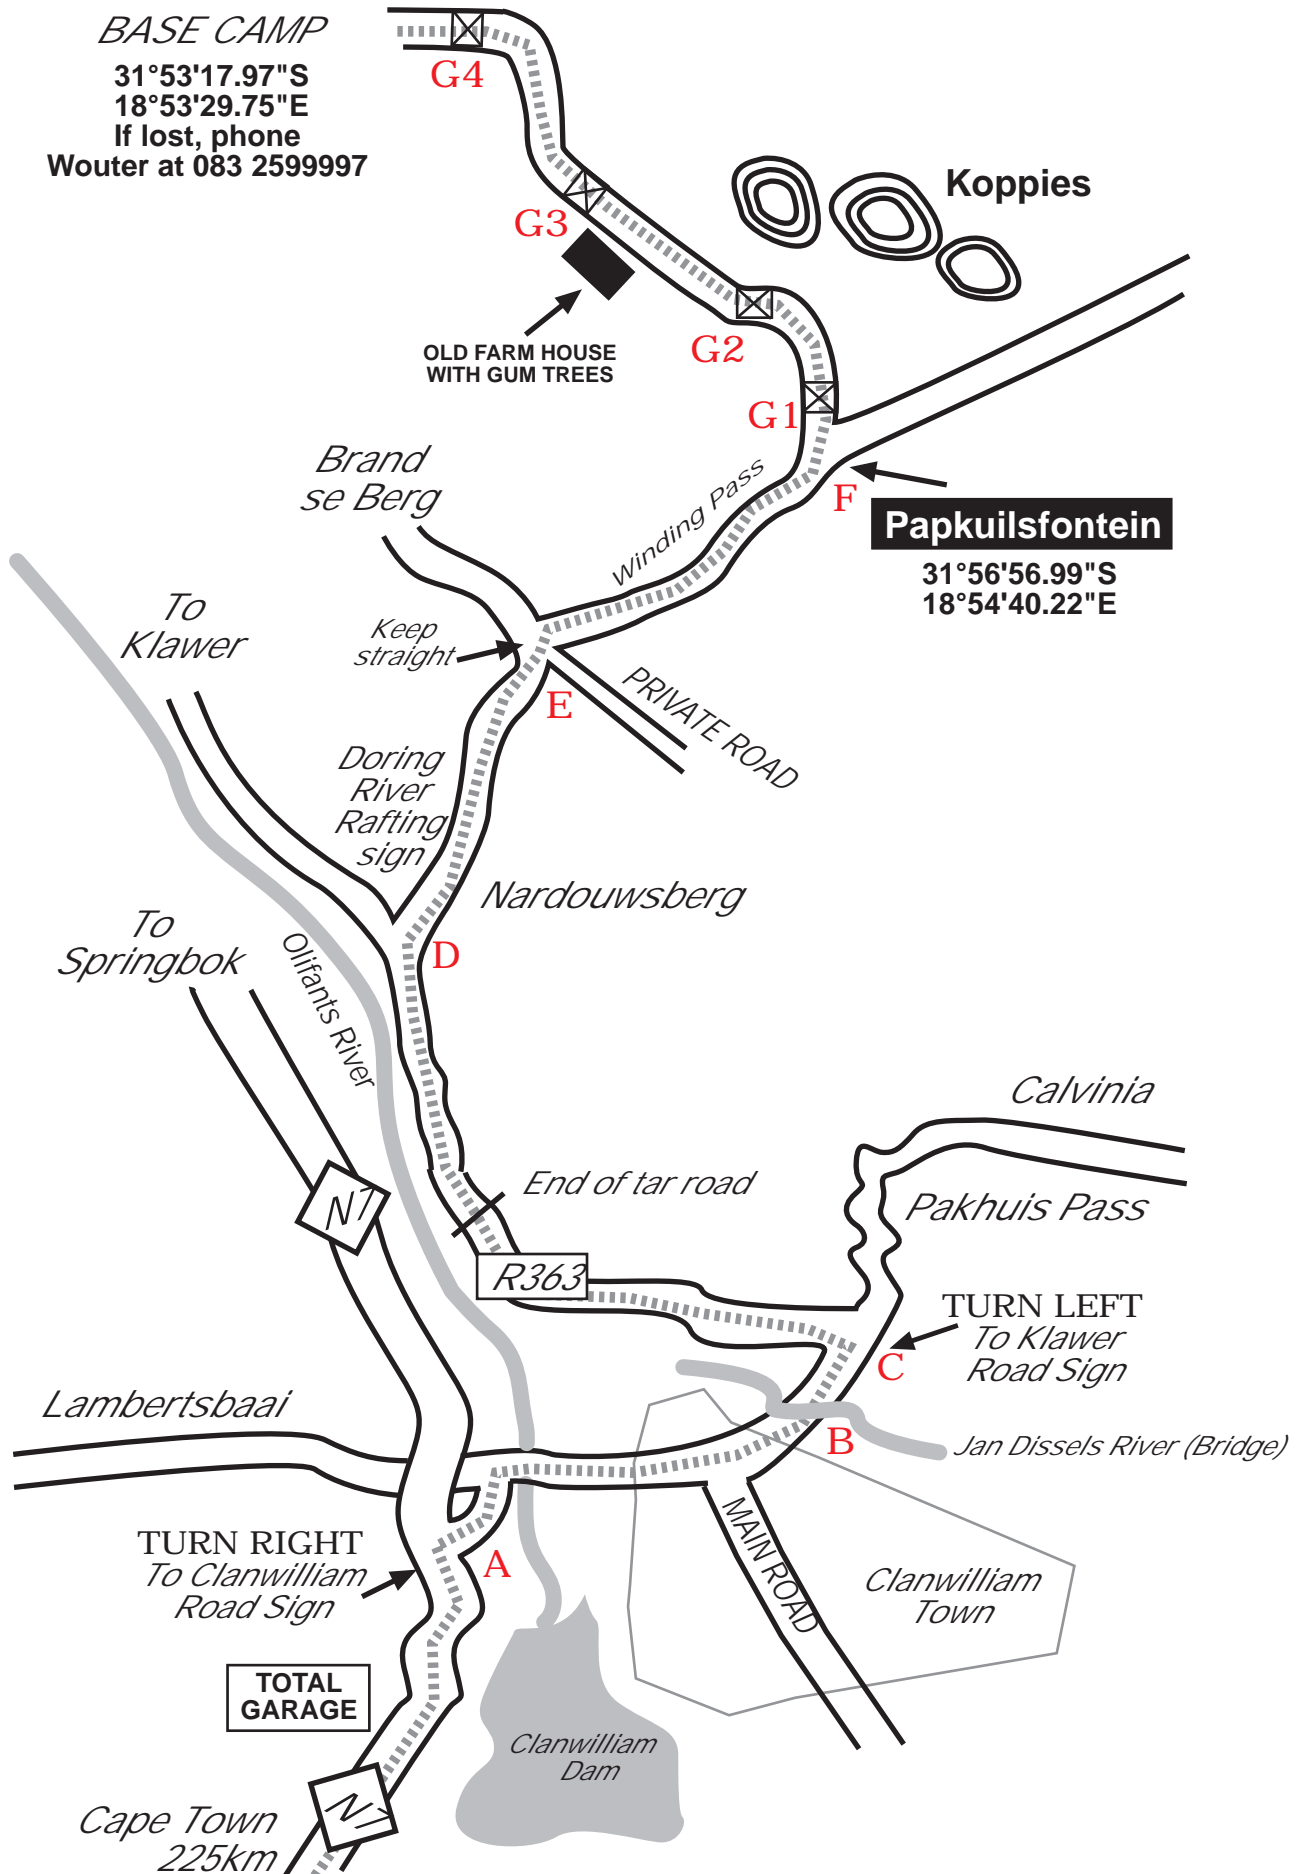 BASE CAMP
31°53'17.97"S
18°53'29.75"E
If lost, phone
Wouter at 083 2599997
G4
Koppies
G3
OLD FARM HOUSE
WITH GUM TREES
G2
G1
Brand
se Berg
Winding Pass
F
Papkuilsfontein
31°56'56.99"S
18°54'40.22"E
To
Klawer
Keep
straight
E
PRIVATE ROAD
Doring
River
Rafting
sign
Nardouwsberg
To
Springbok
Olifants River
D
Calvinia
End of tar road
Pakhuis Pass
N7
R363
TURN LEFT
To Klawer
Road Sign
C
Lambertsbaai
B
Jan Dissels River (Bridge)
MAIN ROAD
TURN RIGHT
To Clanwilliam
Road Sign
A
Clanwilliam
Town
TOTAL
GARAGE
Clanwilliam
Dam
N7
Cape Town
225km